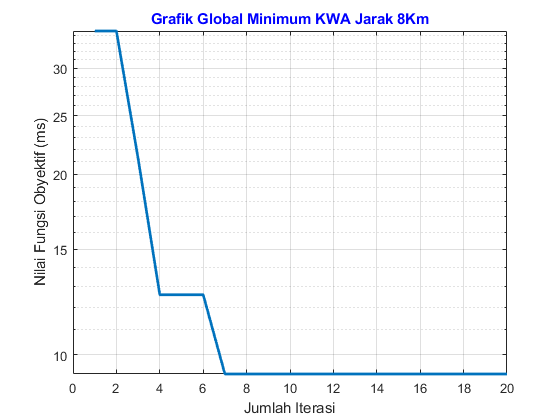 Grafik Global Minimum KWA Jarak 8Km
Nilai Fungsi Obyektif (ms)
30
25
20
15
10
0 2 4 6 8 10 12 14 16 18 20
Jumlah Iterasi